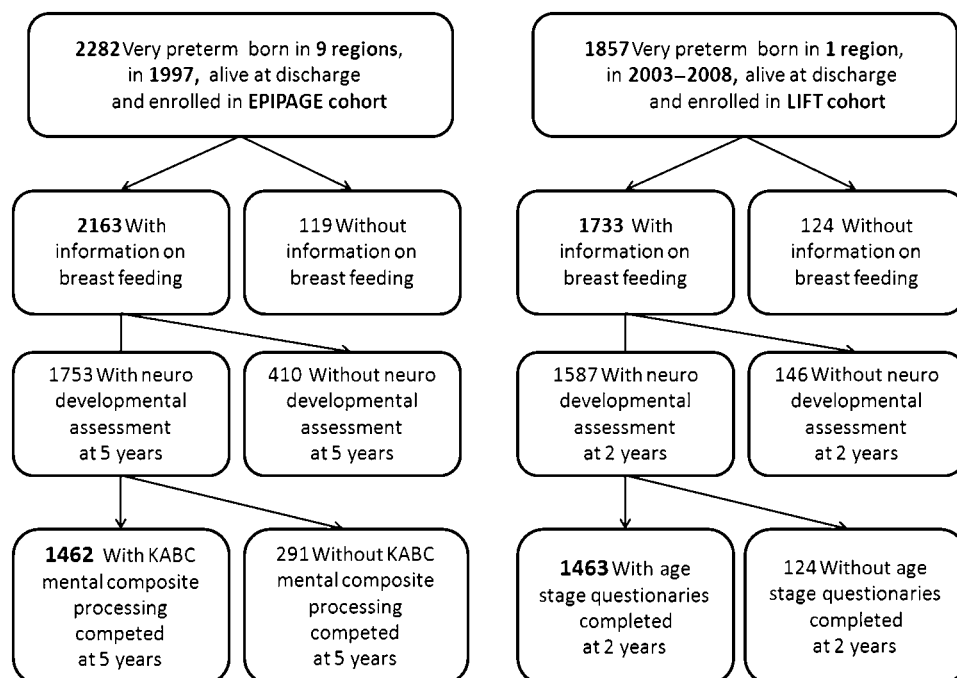 2282 Very preterm born in 9 regions,
in 1997, alive at discharge
and enrolled in EPIPAGE cohort
1857 Very preterm born in 1 region,
in 2003–2008, alive at discharge
and enrolled in LIFT cohort
2163 With
information on
breast feeding
119 Without
information on
breast feeding
1733 With
information on
breast feeding
124 Without
information on
breast feeding
1753 With neuro
developmental
assessment
at 5 years
410 Without neuro
developmental
assessment
at 5 years
1587 With neuro
developmental
assessment
at 2 years
146 Without neuro
developmental
assessment
at 2 years
1462 With KABC
mental composite
processing
competed
at 5 years
291 Without KABC
mental composite
processing
competed
at 5 years
1463 With age
stage questionaries
completed
at 2 years
124 Without age
stage questionaries
completed
at 2 years